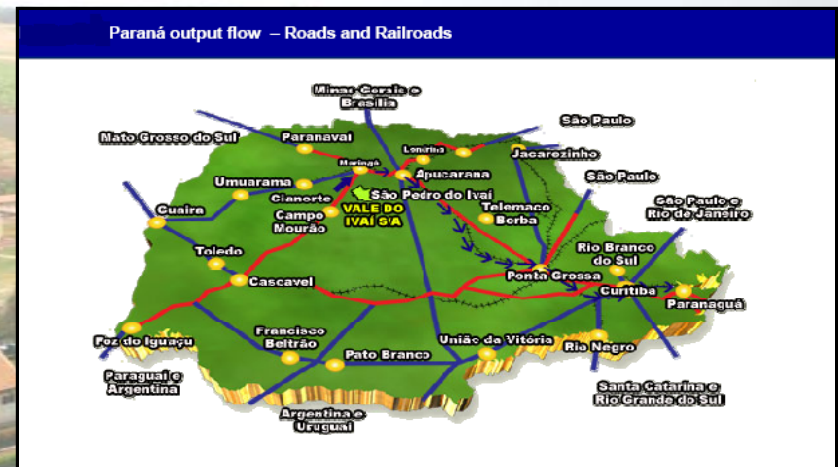 Paraná output flow – Roads and Railroads
Minas Gerais e
Brasília
São Paulo
Mato Grosso do Sul
Paranavaí
Londrina
Jacarezinho
Maringá
Apucarana
São Paulo
Umuarama
Cianorte
São Pedro do Ivaí
São Paulo e
Rio de Janeiro
Guaira
Campo
Mourão
VALE DO
IVAÍ S/A
Telemaco
Borba
Toledo
Rio Branco
do Sul
Cascavel
Ponta Grossa
Curitiba
Paranaguá
Foz do Iguaçu
Francisco
Beltrão
Pato Branco
União da Vitória
Rio Negro
Paraguai e
Argentina
Santa Catarina e
Rio Grande do Sul
Argentina e
Uruguai